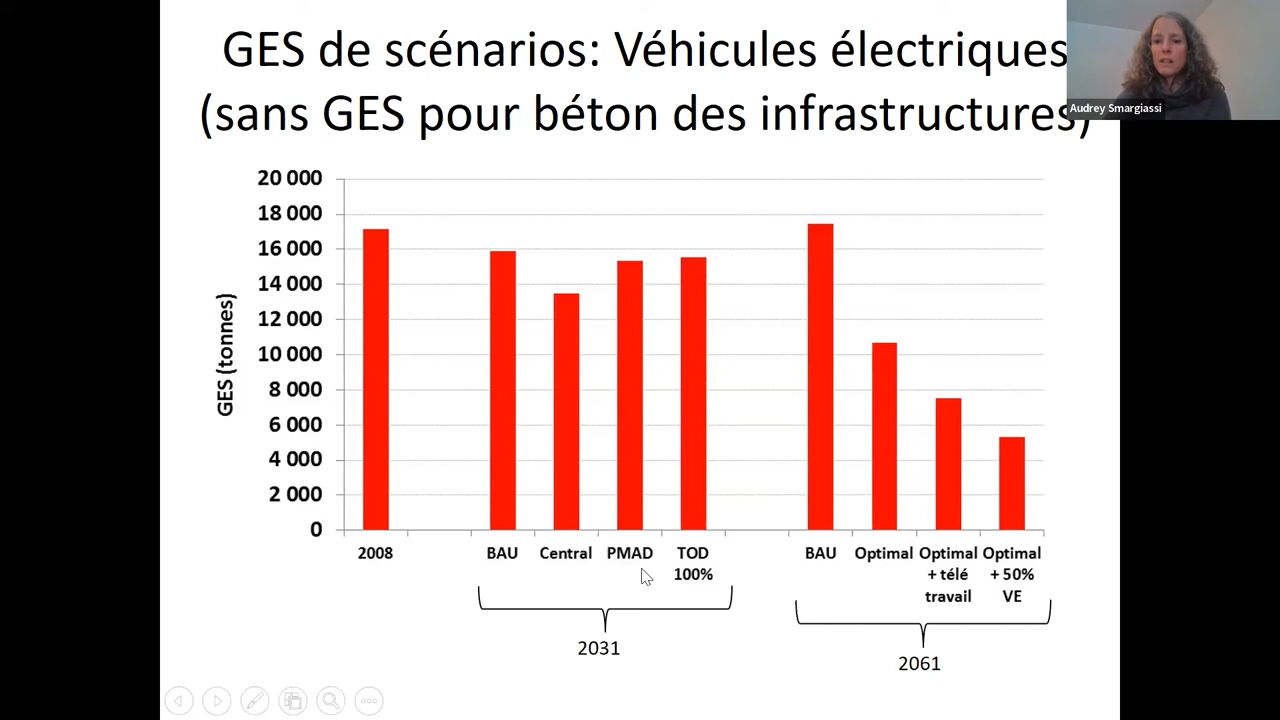 GES de scénarios: Véhicules électriques
(sans GES pour béton des infrastructures)
Audrey Smargiassi
GES (tonnes)
20 000
18 000
16 000
14 000
12 000
10 000
8 000
6 000
4 000
2 000
0
2008
BAU
Central
PMAD
TOD
100%
BAU
Optimal
Optimal
+ télé
travail
Optimal
+ 50%
VE
2031
2061